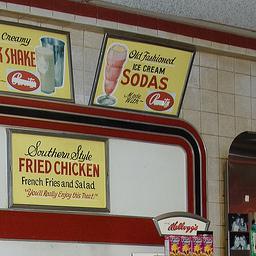 Creamy
K SHAKE
Old Fashioned
ICE CREAM
SODAS
Made
With
Southern Style
FRIED CHICKEN
French Fries and Salad
"You'll Really Enjoy this Treat!"
Kellogg's